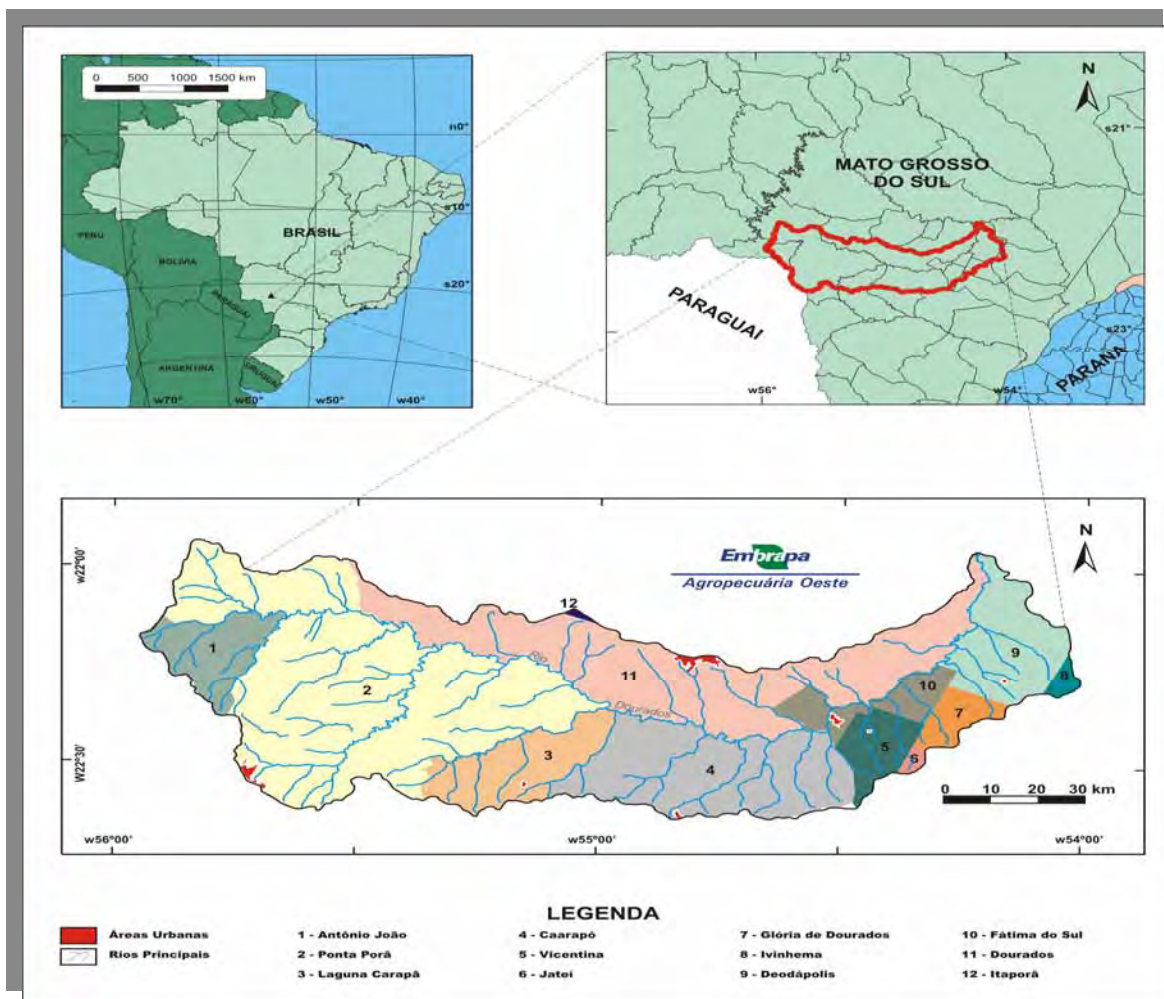 0 500 1000 1500 km
n0°
s10°
s20°
PERÚ
BRASIL
BOLIVIA
PARAGUAI
ARGENTINA
URUGUAI
w70° w60° w50° w40°
N
s21°
MATO GROSSO
DO SUL
PARAGUAI
s23°
PARANA
w56° w54°
w22°00'
W22°30'
Embrapa
Agropecuária Oeste
N
12
1
9
Rio
11
8
2
10
Dourados
7
3
5
6
4
0 10 20 30 km
w56°00' w55°00' w54°00'
LEGENDA
Áreas Urbanas 1 - Antônio João 4 - Caarapó 7 - Glória de Dourados 10 - Fátima do Sul
Rios Principais 2 - Ponta Porã 5 - Vicentina 8 - Ivinhema 11 - Dourados
3 - Laguna Carapã 6 - Jateí 9 - Deodápolis 12 - Itaporã